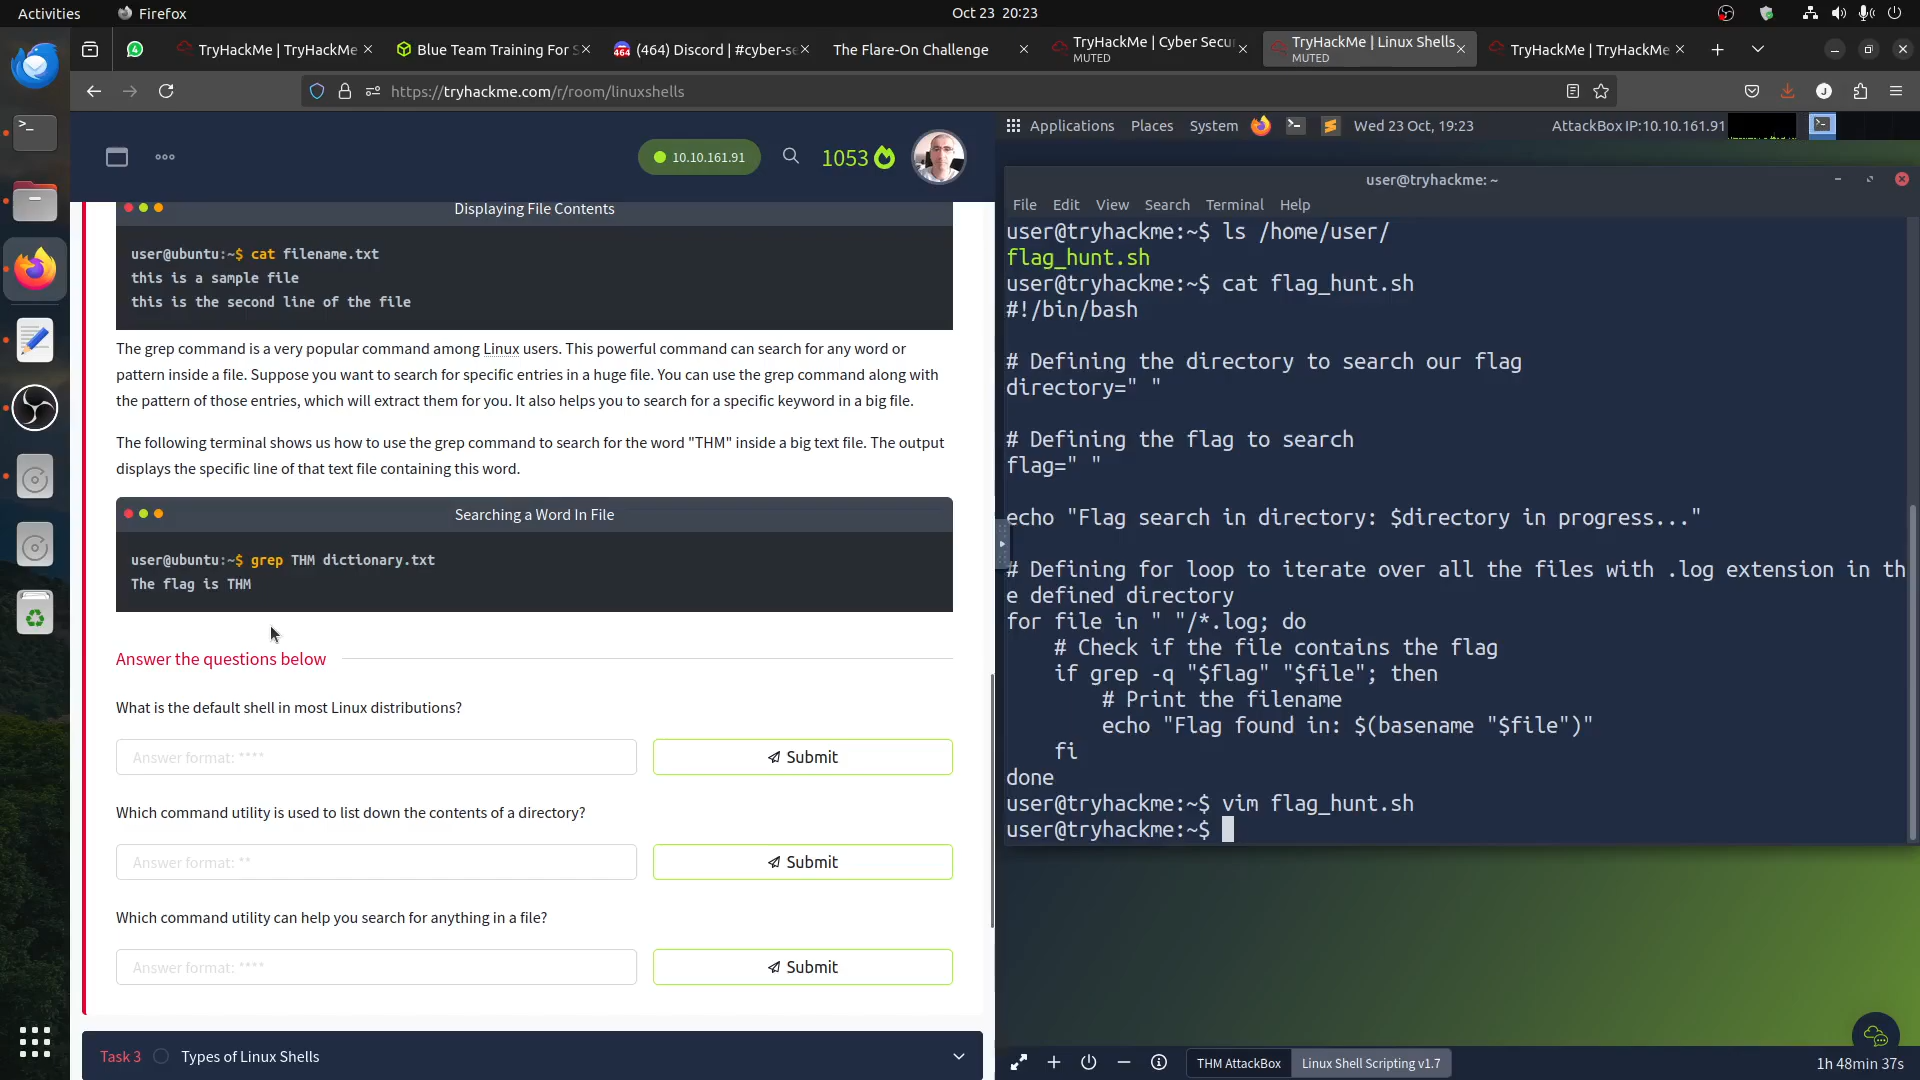 Activities
Firefox
Oct 23 20:23
TryHackMe | TryHackMe
Blue Team Training For S
(464) Discord | #cyber-se
The Flare-On Challenge
TryHackMe | Cyber Secu
MUTED
TryHackMe | Linux Shells
MUTED
TryHackMe | TryHackMe
https://tryhackme.com/r/room/linuxshells
10.10.161.91
1053
Displaying File Contents
user@ubuntu:~$ cat filename.txt
this is a sample file
this is the second line of the file
The grep command is a very popular command among Linux users. This powerful command can search for any word or
pattern inside a file. Suppose you want to search for specific entries in a huge file. You can use the grep command along with
the pattern of those entries, which will extract them for you. It also helps you to search for a specific keyword in a big file.
The following terminal shows us how to use the grep command to search for the word "THM" inside a big text file. The output
displays the specific line of that text file containing this word.
Searching a Word In File
user@ubuntu:~$ grep THM dictionary.txt
The flag is THM
Answer the questions below
What is the default shell in most Linux distributions?
Answer format: ****
Submit
Which command utility is used to list down the contents of a directory?
Answer format: **
Submit
Which command utility can help you search for anything in a file?
Answer format: ****
Submit
Task 3
Types of Linux Shells
Applications
Places
System
Wed 23 Oct, 19:23
AttackBox IP:10.10.161.91
user@tryhackme: ~
File Edit View Search Terminal Help
user@tryhackme:~$ ls /home/user/
flag_hunt.sh
user@tryhackme:~$ cat flag_hunt.sh
#!/bin/bash
# Defining the directory to search our flag
directory=" "
# Defining the flag to search
flag=" "
echo "Flag search in directory: $directory in progress..."
# Defining for loop to iterate over all the files with .log extension in th
e defined directory
for file in " "/*.log; do
# Check if the file contains the flag
if grep -q "$flag" "$file"; then
# Print the filename
echo "Flag found in: $(basename "$file")"
fi
done
user@tryhackme:~$ vim flag_hunt.sh
user@tryhackme:~$
THM AttackBox
Linux Shell Scripting v1.7
1h 48min 37s